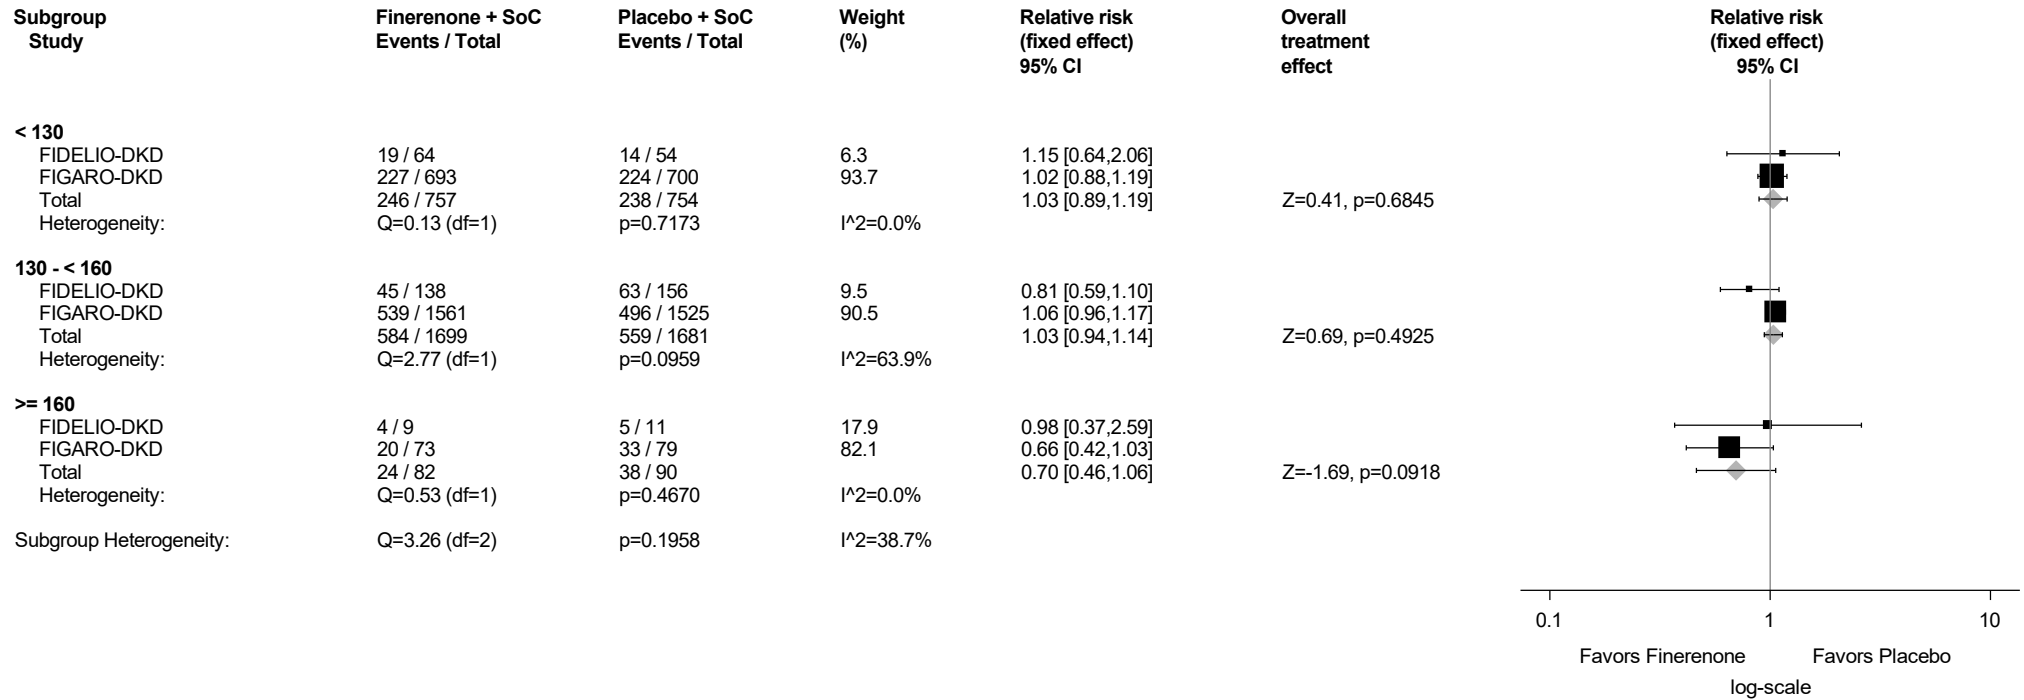 Subgroup Finerenone + SoC Placebo + SoC Weight Relative risk Overall Relative risk
Study Events / Total Events / Total (%) (fixed effect) treatment (fixed effect)
95% CI effect 95% CI
< 130
FIDELIO-DKD 19 / 64 14 / 54 6.3 1.15 [0.64,2.06]
FIGARO-DKD 227 / 693 224 / 700 93.7 1.02 [0.88,1.19]
Total 246 / 757 238 / 754 1.03 [0.89,1.19] Z=0.41, p=0.6845
Heterogeneity: Q=0.13 (df=1) p=0.7173 I^2=0.0%
130 - < 160
FIDELIO-DKD 45 / 138 63 / 156 9.5 0.81 [0.59,1.10]
FIGARO-DKD 539 / 1561 496 / 1525 90.5 1.06 [0.96,1.17]
Total 584 / 1699 559 / 1681 1.03 [0.94,1.14] Z=0.69, p=0.4925
Heterogeneity: Q=2.77 (df=1) p=0.0959 I^2=63.9%
>= 160
FIDELIO-DKD 4 / 9 5 / 11 17.9 0.98 [0.37,2.59]
FIGARO-DKD 20 / 73 33 / 79 82.1 0.66 [0.42,1.03]
Total 24 / 82 38 / 90 0.70 [0.46,1.06] Z=-1.69, p=0.0918
Heterogeneity: Q=0.53 (df=1) p=0.4670 I^2=0.0%
Subgroup Heterogeneity: Q=3.26 (df=2) p=0.1958 I^2=38.7%
0.1 1 10
Favors Finerenone Favors Placebo
log-scale